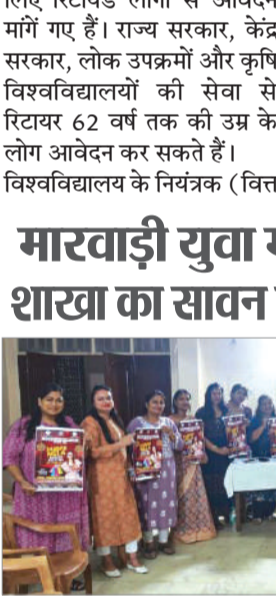 लिए रिटायर्ड लोगों से आवेदन
मांगें गए हैं। राज्य सरकार, केंद्र
सरकार, लोक उपक्रमों और कृषि
विश्वविद्यालयों की सेवा से
रिटायर 62 वर्ष तक की उम्र के
लोग आवेदन कर सकते हैं।
विश्वविद्यालय के नियंत्रक (वित्त
मारवाड़ी युवा
शाखा का सावन